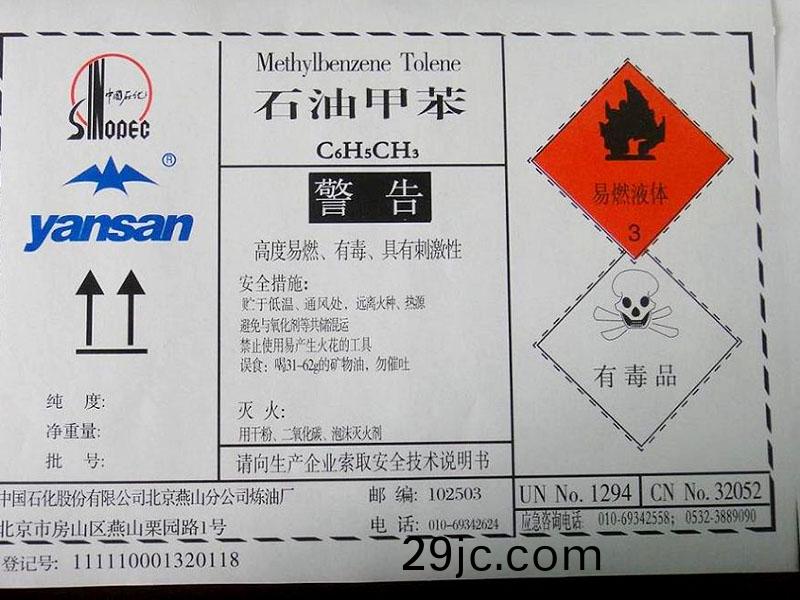 中国石化
SINOPEC
®
yansan
纯 度:
净重量:
批 号:
Methylbenzene Tolene
石油甲苯
C₆H₅CH₃
警 告
高度易燃、有毒、具有刺激性
安全措施:
贮于低温、通风处，远离火种、热源
避免与氧化剂等共储混运
禁止使用易产生火花的工具
误食: 喝31-62g的矿物油，勿催吐
灭 火:
用干粉、二氧化碳、泡沫灭火剂
请向生产企业索取安全技术说明书
易燃液体
3
有毒品
中国石化股份有限公司北京燕山分公司炼油厂
邮 编: 102503
北京市房山区燕山栗园路1号
电 话: 010-69342624
UN No. 1294
CN No. 32052
应急咨询电话: 010-69342558; 0532-3889090
登记号: 111110001320118
29jc.com